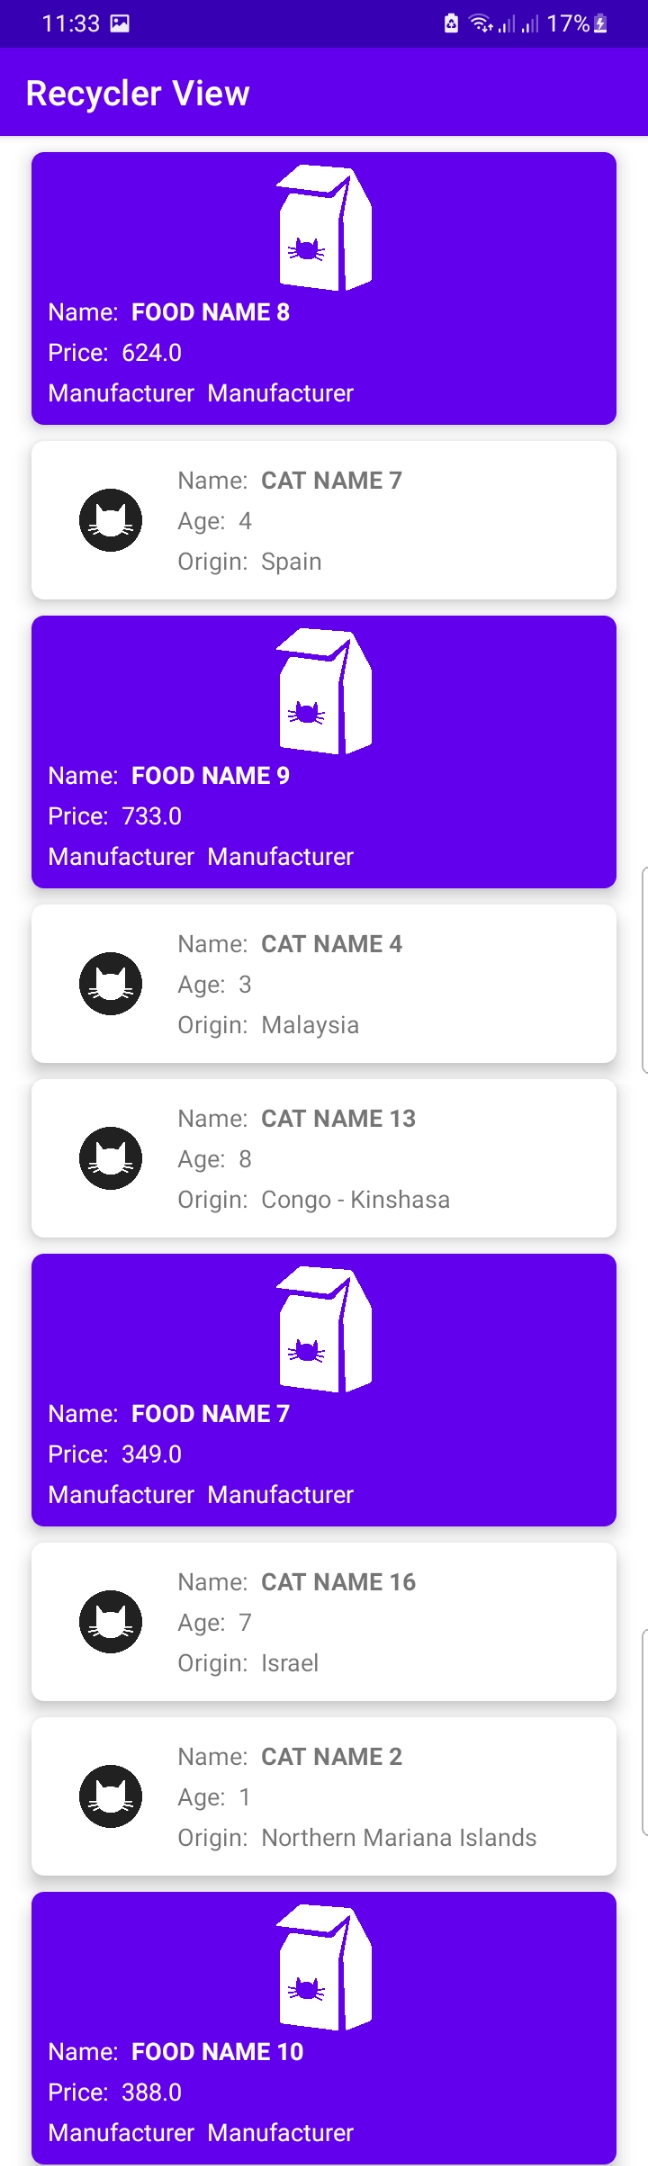 11:33 17%
Recycler View
Name: FOOD NAME 8
Price: 624.0
Manufacturer Manufacturer
Name: CAT NAME 7
Age: 4
Origin: Spain
Name: FOOD NAME 9
Price: 733.0
Manufacturer Manufacturer
Name: CAT NAME 4
Age: 3
Origin: Malaysia
Name: CAT NAME 13
Age: 8
Origin: Congo - Kinshasa
Name: FOOD NAME 7
Price: 349.0
Manufacturer Manufacturer
Name: CAT NAME 16
Age: 7
Origin: Israel
Name: CAT NAME 2
Age: 1
Origin: Northern Mariana Islands
Name: FOOD NAME 10
Price: 388.0
Manufacturer Manufacturer